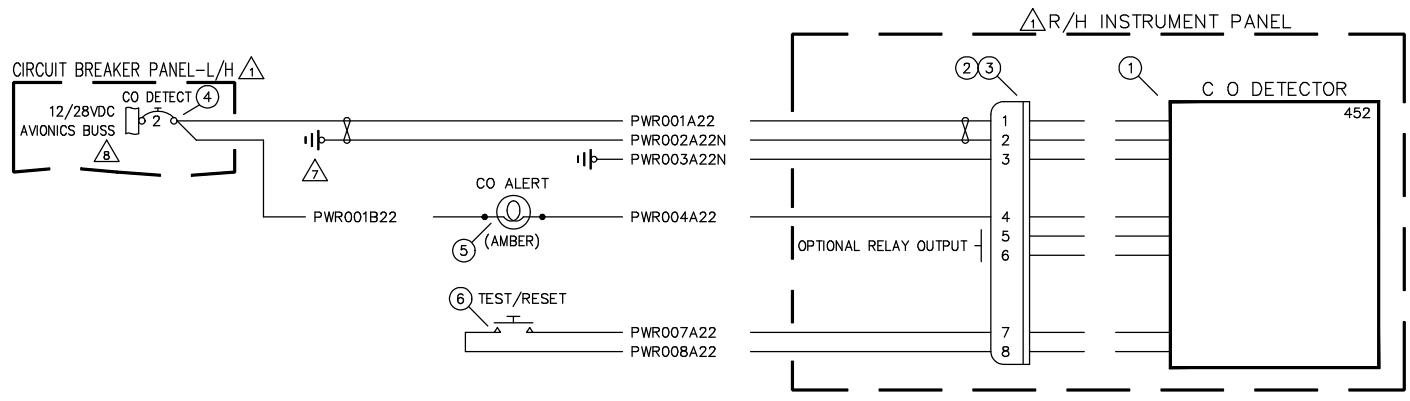 1 R/H INSTRUMENT PANEL
CIRCUIT BREAKER PANEL-L/H 1
2 3
1
C O DETECTOR
452
CO DETECT 4
12/28VDC
AVIONICS BUSS
2
8
PWR001A22
1
PWR002A22N
2
7
PWR003A22N
3
CO ALERT
PWR001B22
PWR004A22
4
5
(AMBER)
OPTIONAL RELAY OUTPUT
5
6
6 TEST/RESET
PWR007A22
7
PWR008A22
8